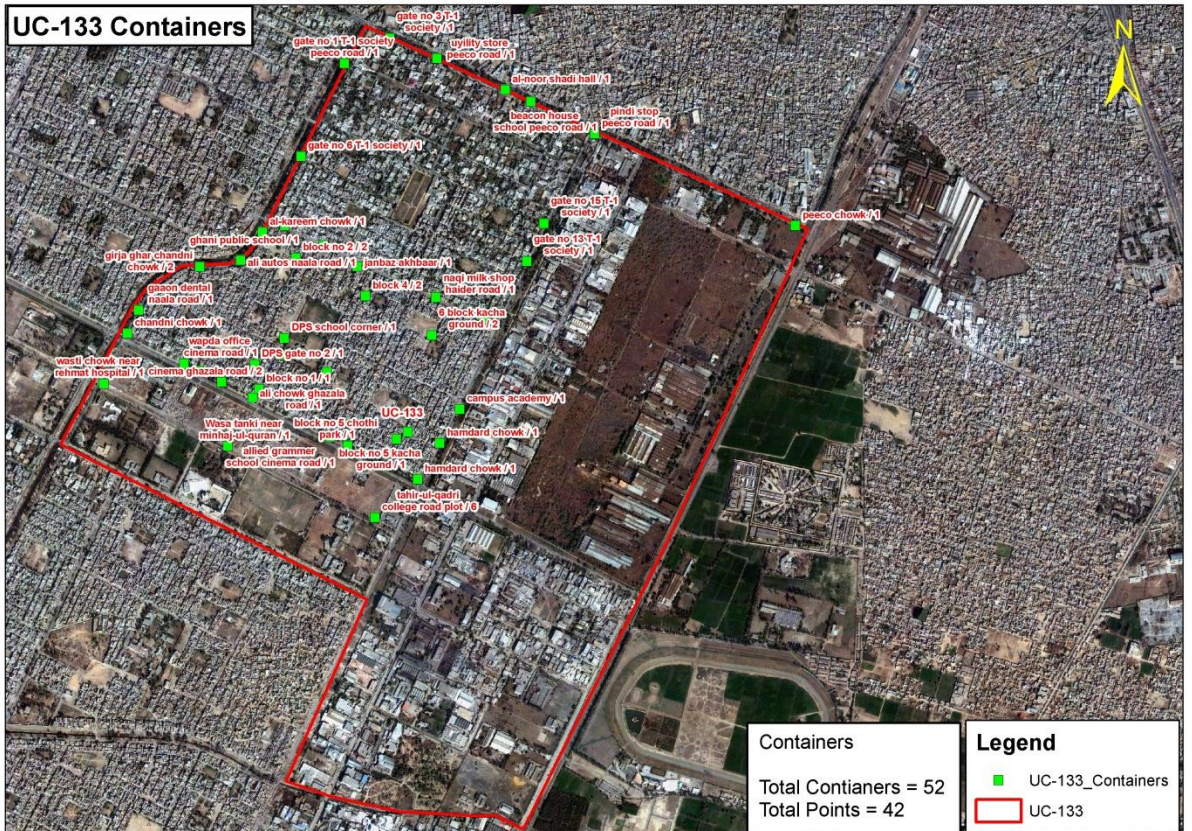 UC-133 Containers
N
gate no 3 T-1
society / 1
gate no 1 T-1 society
peeco road / 1
uyility store
peeco road / 1
al-noor shadi hall / 1
beacon house
school peeco road / 1
pindi stop
peeco road / 1
gate no 6 T-1 society / 1
gate no 15 T-1
society / 1
peeco chowk / 1
al-kareem chowk / 1
ghani public school / 1
gate no 13 T-1
society / 1
block no 2 / 2
girja ghar chandni
chowk / 2
ali autos naala road / 1
janbaz akhbaar / 1
naqi milk shop
haider road / 1
block 4 / 2
gaaon dental
naala road / 1
6 block kacha
ground / 2
chandni chowk / 1
DPS school corner / 1
wapda office
cinema road / 1
DPS gate no 2 / 1
wasti chowk near
rehmat hospital / 1
cinema ghazala road / 2
block no 1 / 1
ali chowk ghazala
road / 1
campus academy / 1
UC-133
Wasa tanki near
minhaj-ul-quran / 1
block no 5 chothi
park / 1
hamdard chowk / 1
allied grammer
school cinema road / 1
block no 5 kacha
ground / 1
hamdard chowk / 1
tahir-ul-qadri
college road plot / 6
Containers
Total Contianers = 52
Total Points = 42
Legend
UC-133_Containers
UC-133